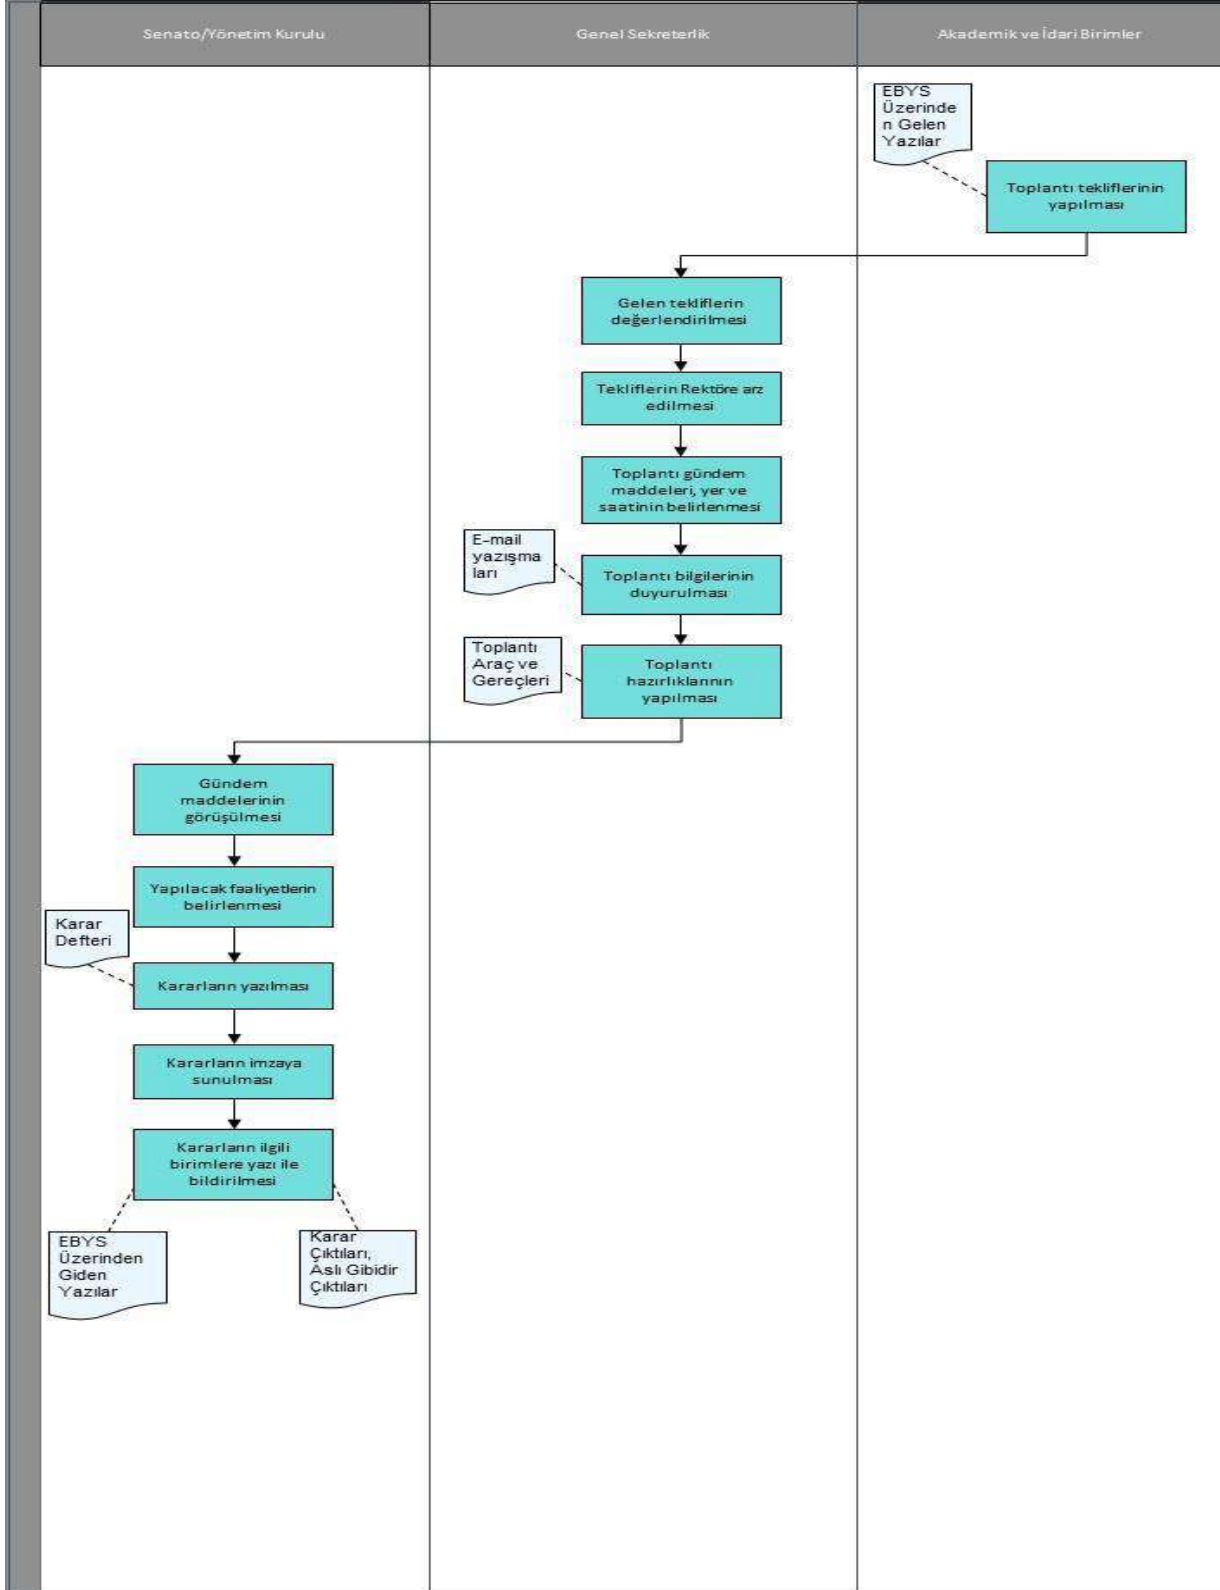 Senato/Yönetim Kurulu
Genel Sekreterlik
Akademik ve İdari Birimler
EBYS
Üzerinde
n Gelen
Yazılar
Toplantı tekliflerinin
yapılması
Gelen tekliflerin
değerlendirilmesi
Tekliflerin Rektöre arz
edilmesi
Toplantı gündem
maddeleri, yer ve
saatinin belirlenmesi
E-mail
yazışma
ları
Toplantı bilgilerinin
duyurulması
Toplantı
Araç ve
Gereçleri
Toplantı
hazırlıklarının
yapılması
Gündem
maddelerinin
görüşülmesi
Yapılacak faaliyetlerin
belirlenmesi
Karar
Defteri
Kararların yazılması
Kararların imzaya
sunulması
Kararların ilgili
birimlere yazı ile
bildirilmesi
EBYS
Üzerinden
Giden
Yazılar
Karar
Çıktıları,
Aslı Gibidir
Çıktıları